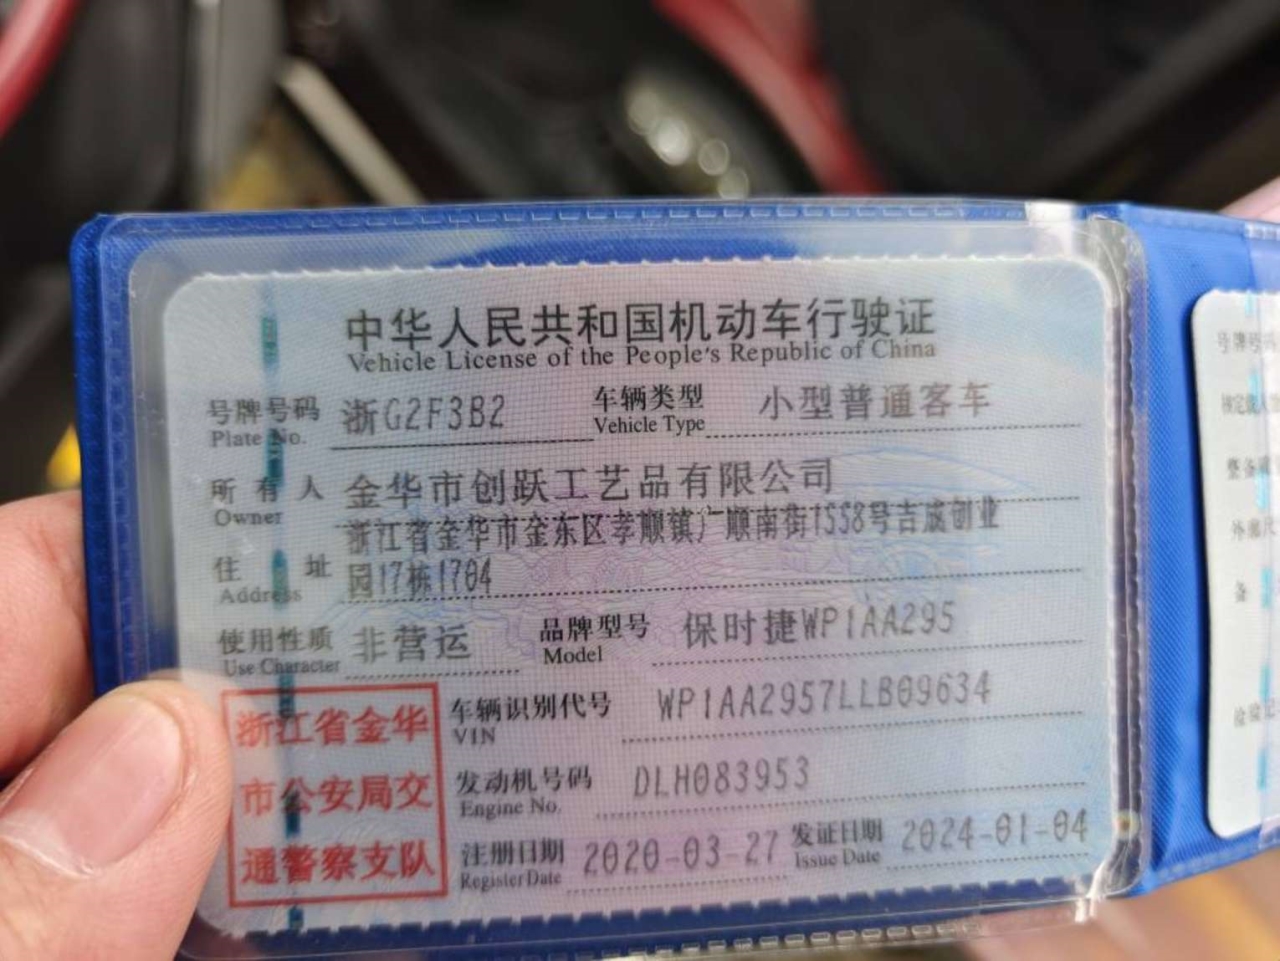 中华人民共和国机动车行驶证
Vehicle License of the People's Republic of China
号牌号码 浙G2F3B2 车辆类型 小型普通客车
Plate No. Vehicle Type
所有人 金华市创跃工艺品有限公司
Owner
浙江省金华市金东区孝顺镇广顺南街1558号吉成创业
住址 园17栋1704
Address
使用性质 非营运 品牌型号 保时捷WP1AA295
Use Character Model
浙江省金华
市公安局交
通警察支队
车辆识别代号 WP1AA2957LLB09634
VIN
发动机号码 DLH083953
Engine No.
注册日期 2020-03-27 发证日期 2024-01-04
Register Date Issue Date
号牌号